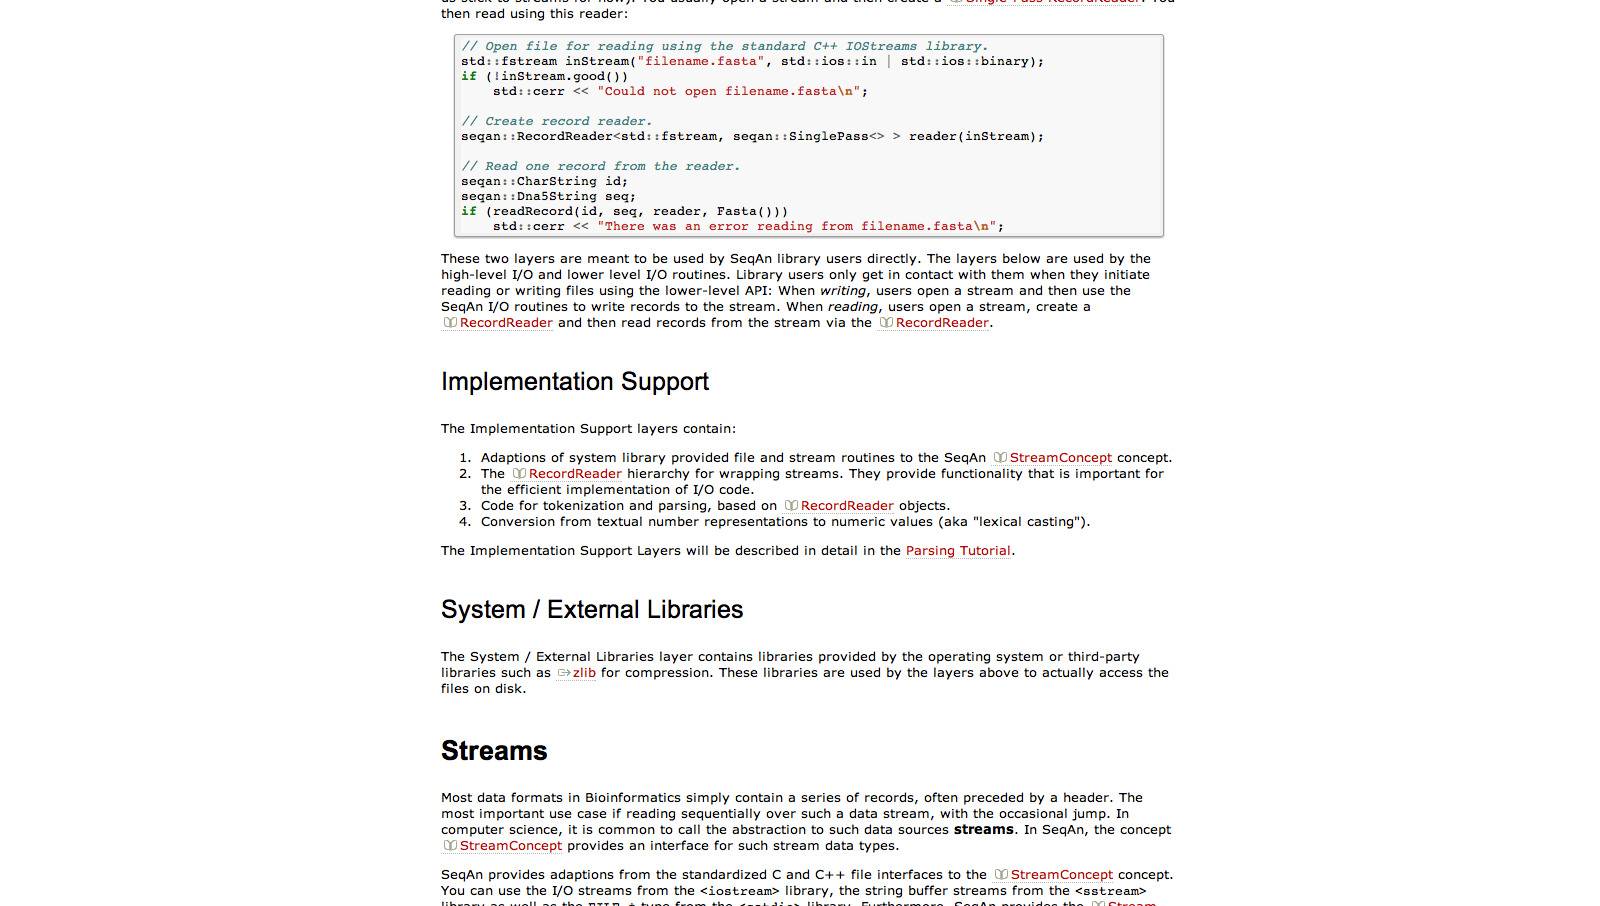 then read using this reader:
// Open file for reading using the standard C++ IOStreams library.
std::fstream inStream("filename.fasta", std::ios::in | std::ios::binary);
if (!inStream.good())
    std::cerr << "Could not open filename.fasta\n";
// Create record reader.
seqan::RecordReader<std::fstream, seqan::SinglePass<> > reader(inStream);
// Read one record from the reader.
seqan::CharString id;
seqan::Dna5String seq;
if (readRecord(id, seq, reader, Fasta()))
    std::cerr << "There was an error reading from filename.fasta\n";
These two layers are meant to be used by SeqAn library users directly. The layers below are used by the
high-level I/O and lower level I/O routines. Library users only get in contact with them when they initiate
reading or writing files using the lower-level API: When writing, users open a stream and then use the
SeqAn I/O routines to write records to the stream. When reading, users open a stream, create a
RecordReader and then read records from the stream via the RecordReader.
Implementation Support
The Implementation Support layers contain:
1. Adaptions of system library provided file and stream routines to the SeqAn StreamConcept concept.
2. The RecordReader hierarchy for wrapping streams. They provide functionality that is important for
the efficient implementation of I/O code.
3. Code for tokenization and parsing, based on RecordReader objects.
4. Conversion from textual number representations to numeric values (aka "lexical casting").
The Implementation Support Layers will be described in detail in the Parsing Tutorial.
System / External Libraries
The System / External Libraries layer contains libraries provided by the operating system or third-party
libraries such as zlib for compression. These libraries are used by the layers above to actually access the
files on disk.
Streams
Most data formats in Bioinformatics simply contain a series of records, often preceded by a header. The
most important use case if reading sequentially over such a data stream, with the occasional jump. In
computer science, it is common to call the abstraction to such data sources streams. In SeqAn, the concept
StreamConcept provides an interface for such stream data types.
SeqAn provides adaptions from the standardized C and C++ file interfaces to the StreamConcept concept.
You can use the I/O streams from the <iostream> library, the string buffer streams from the <sstream>